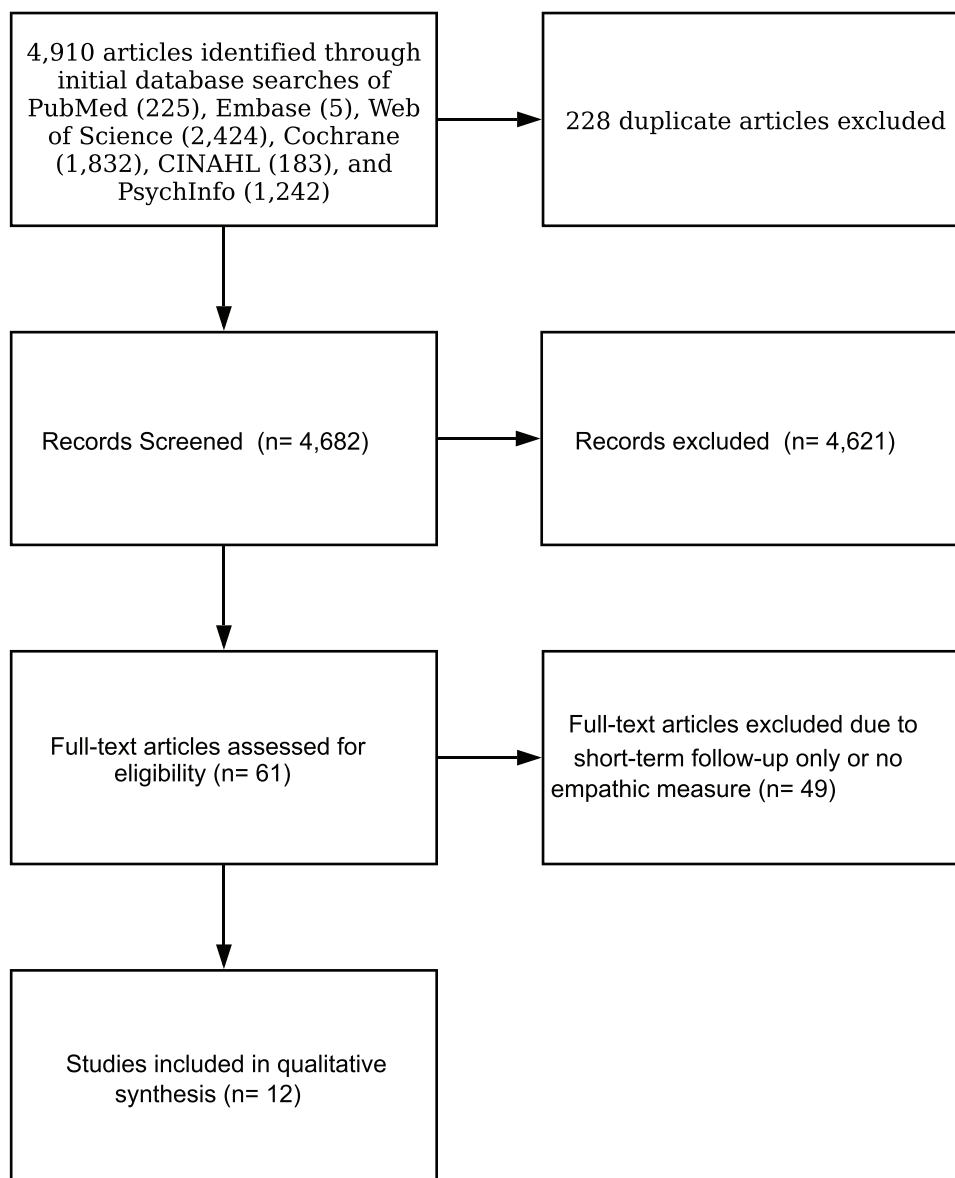 4,910 articles identified through
initial database searches of
PubMed (225), Embase (5), Web
of Science (2,424), Cochrane
(1,832), CINAHL (183), and
PsychInfo (1,242)
228 duplicate articles excluded
Records Screened (n= 4,682)
Records excluded (n= 4,621)
Full-text articles assessed for
eligibility (n= 61)
Full-text articles excluded due to
short-term follow-up only or no
empathic measure (n= 49)
Studies included in qualitative
synthesis (n= 12)